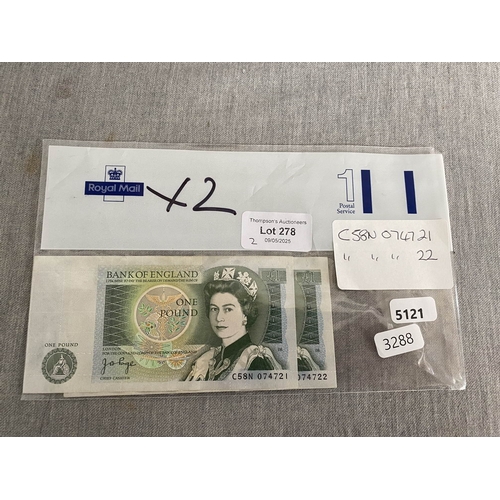 Royal Mail
x2
1
Postal
Service
Thompson's Auctioneers
Lot 278
2 09/05/2025
C58N 074721
" " " 22
5121
3288
BANK OF ENGLAND
ONE
POUND
ONE POUND
LONDON
CHIEF CASHIER
C58N 074721
074722